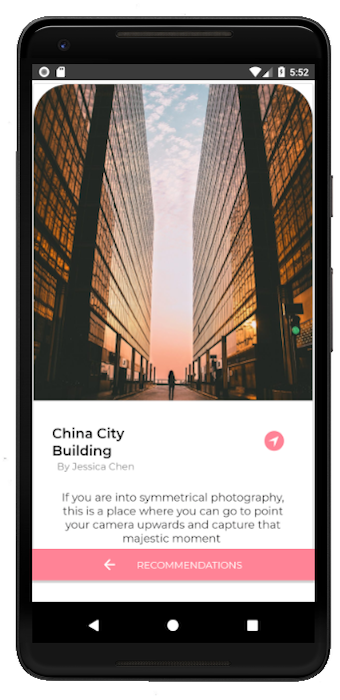 5:52
China City
Building
By Jessica Chen
If you are into symmetrical photography,
this is a place where you can go to point
your camera upwards and capture that
majestic moment
RECOMMENDATIONS